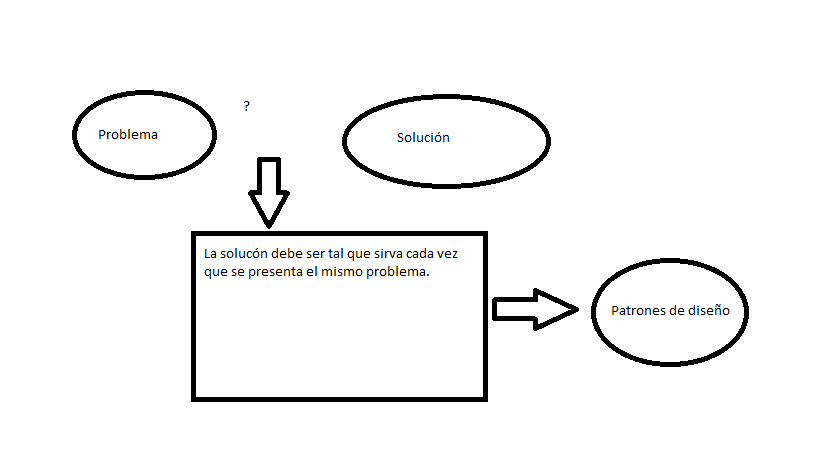 ?
Problema
Solución
La solucón debe ser tal que sirva cada vez
que se presenta el mismo problema.
Patrones de diseño